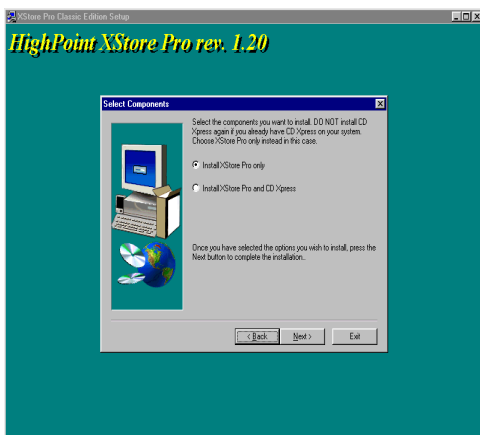 XStore Pro Classic Edition Setup
HighPoint XStore Pro rev. 1.20
Select Components
Select the components you want to install. DO NOT install CD
Xpress again if you already have CD Xpress on your system.
Choose XStore Pro only instead in this case.
Install XStore Pro only
Install XStore Pro and CD Xpress
Once you have selected the options you wish to install, press the
Next button to complete the installation..
< Back
Next >
Exit